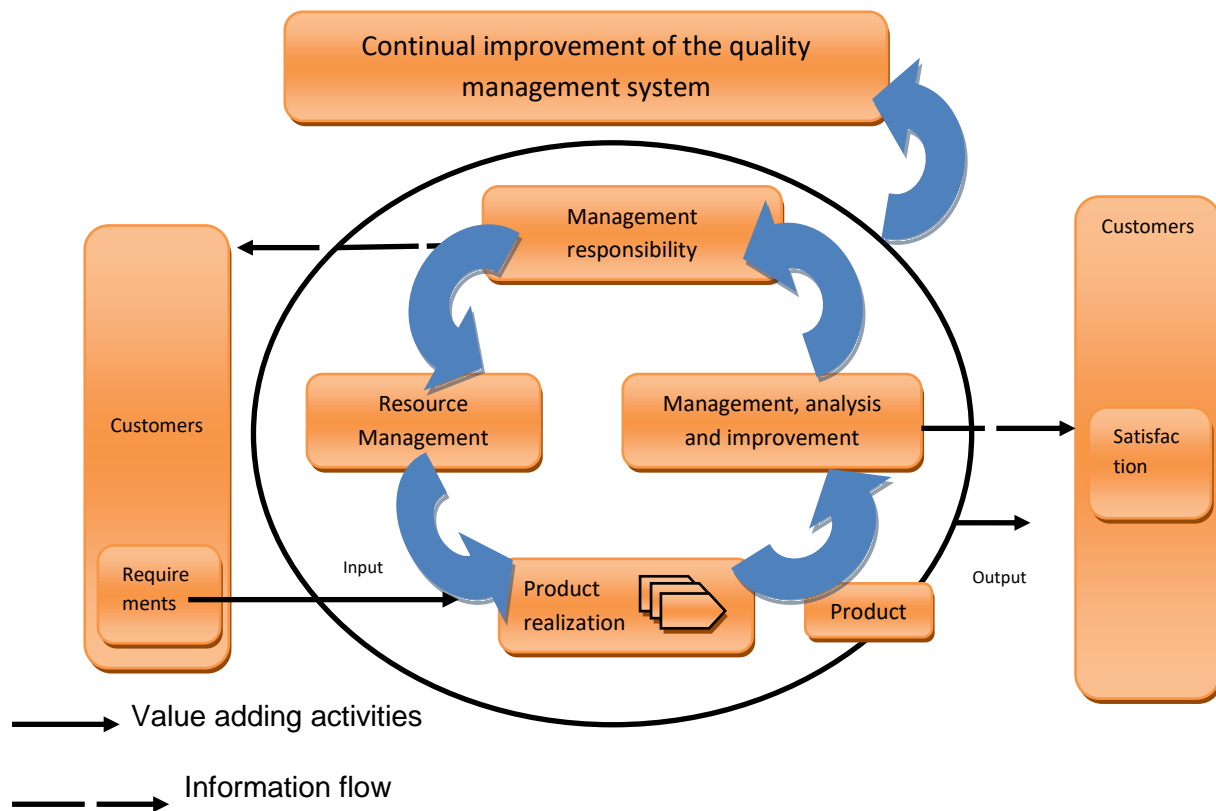 Continual improvement of the quality
management system
Management
responsibility
Customers
Customers
Resource
Management
Management, analysis
and improvement
Satisfac
tion
Require
ments
Input
Product
realization
Product
Output
Value adding activities
Information flow